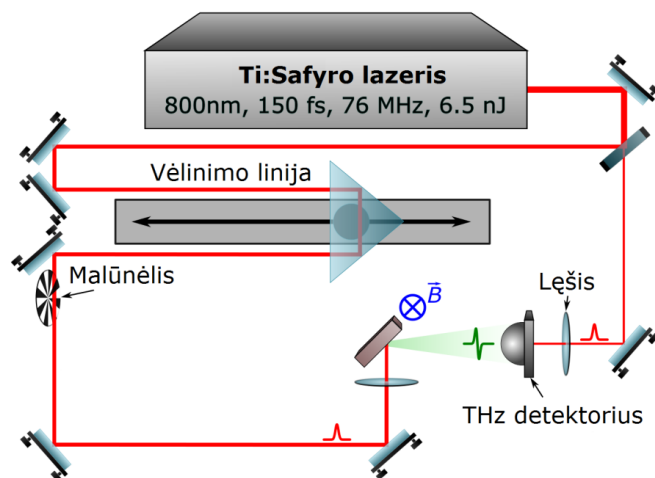 Ti:Safyro lazeris
800nm, 150 fs, 76 MHz, 6.5 nJ
Vėlinimo linija
Malūnėlis
B⃗
Lęšis
THz detektorius